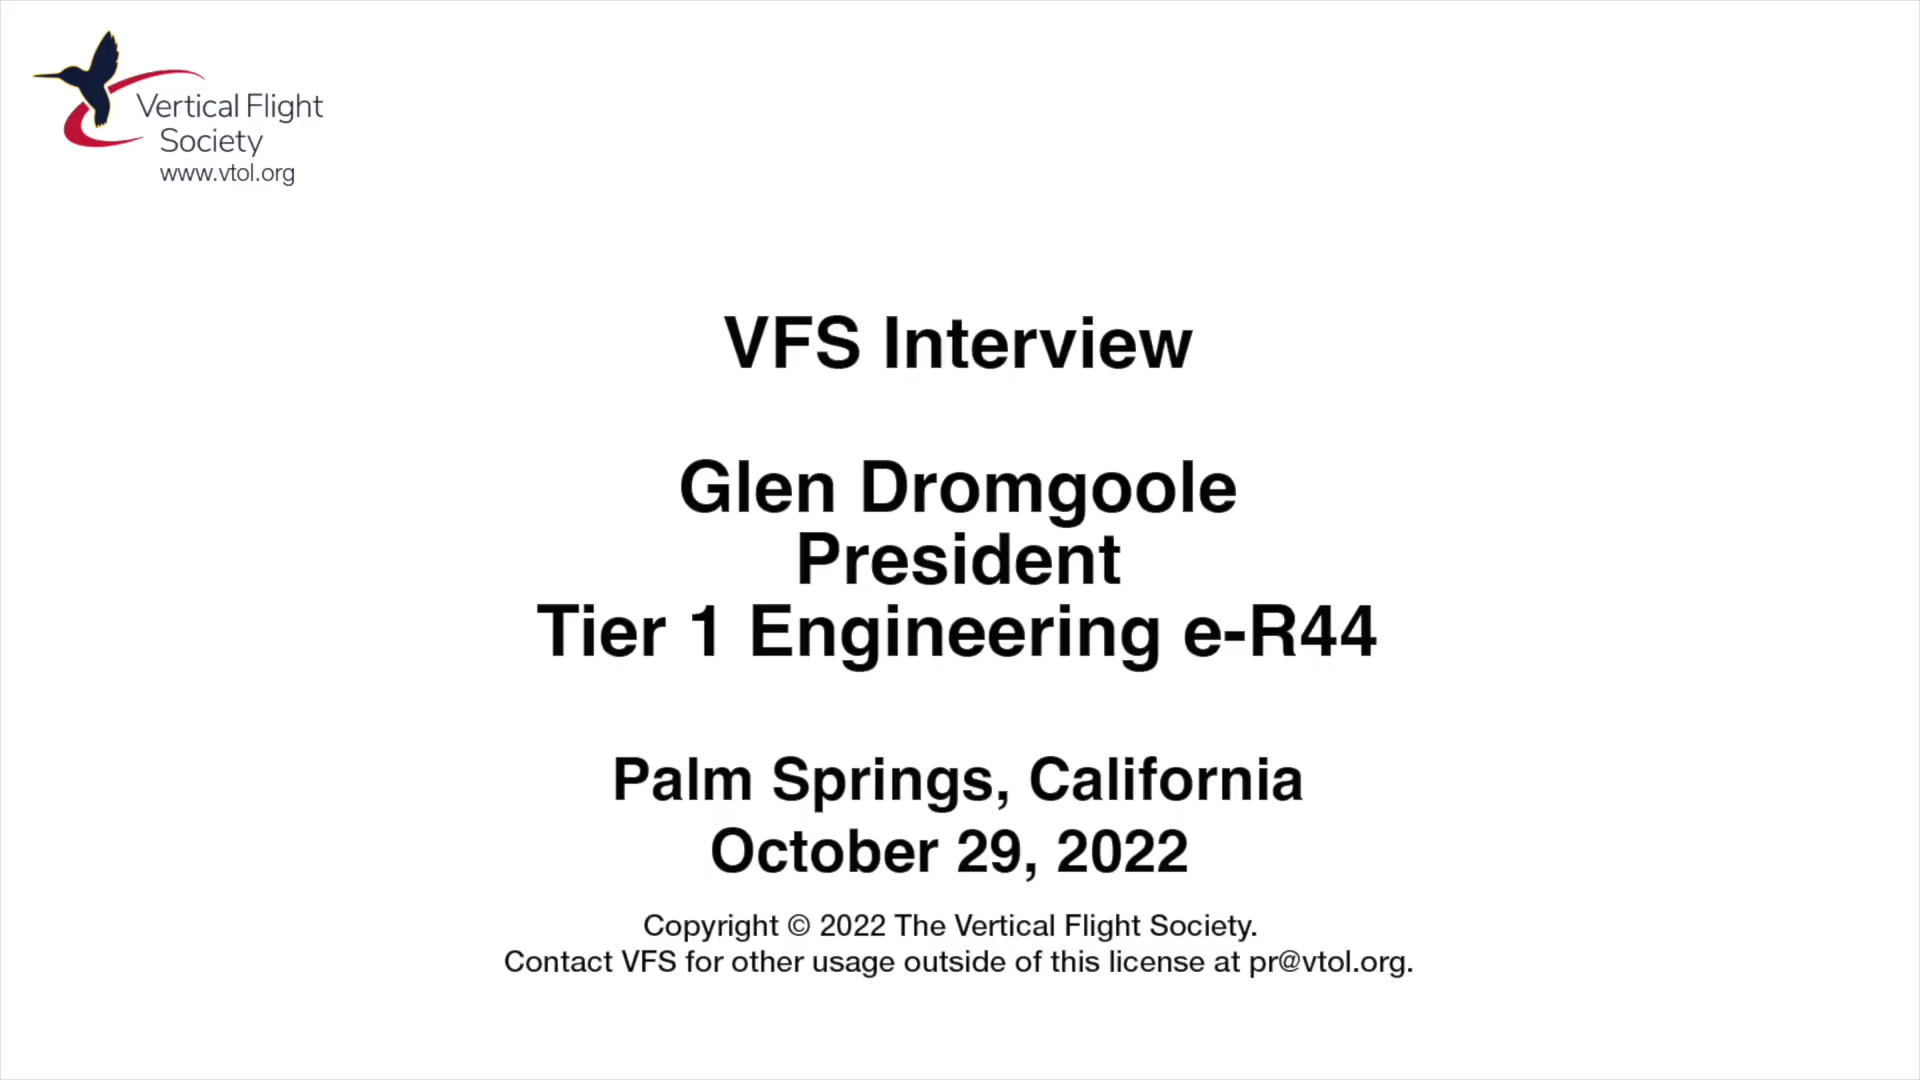 Vertical Flight
Society
www.vtol.org
VFS Interview
Glen Dromgoole
President
Tier 1 Engineering e-R44
Palm Springs, California
October 29, 2022
Copyright © 2022 The Vertical Flight Society.
Contact VFS for other usage outside of this license at pr@vtol.org.